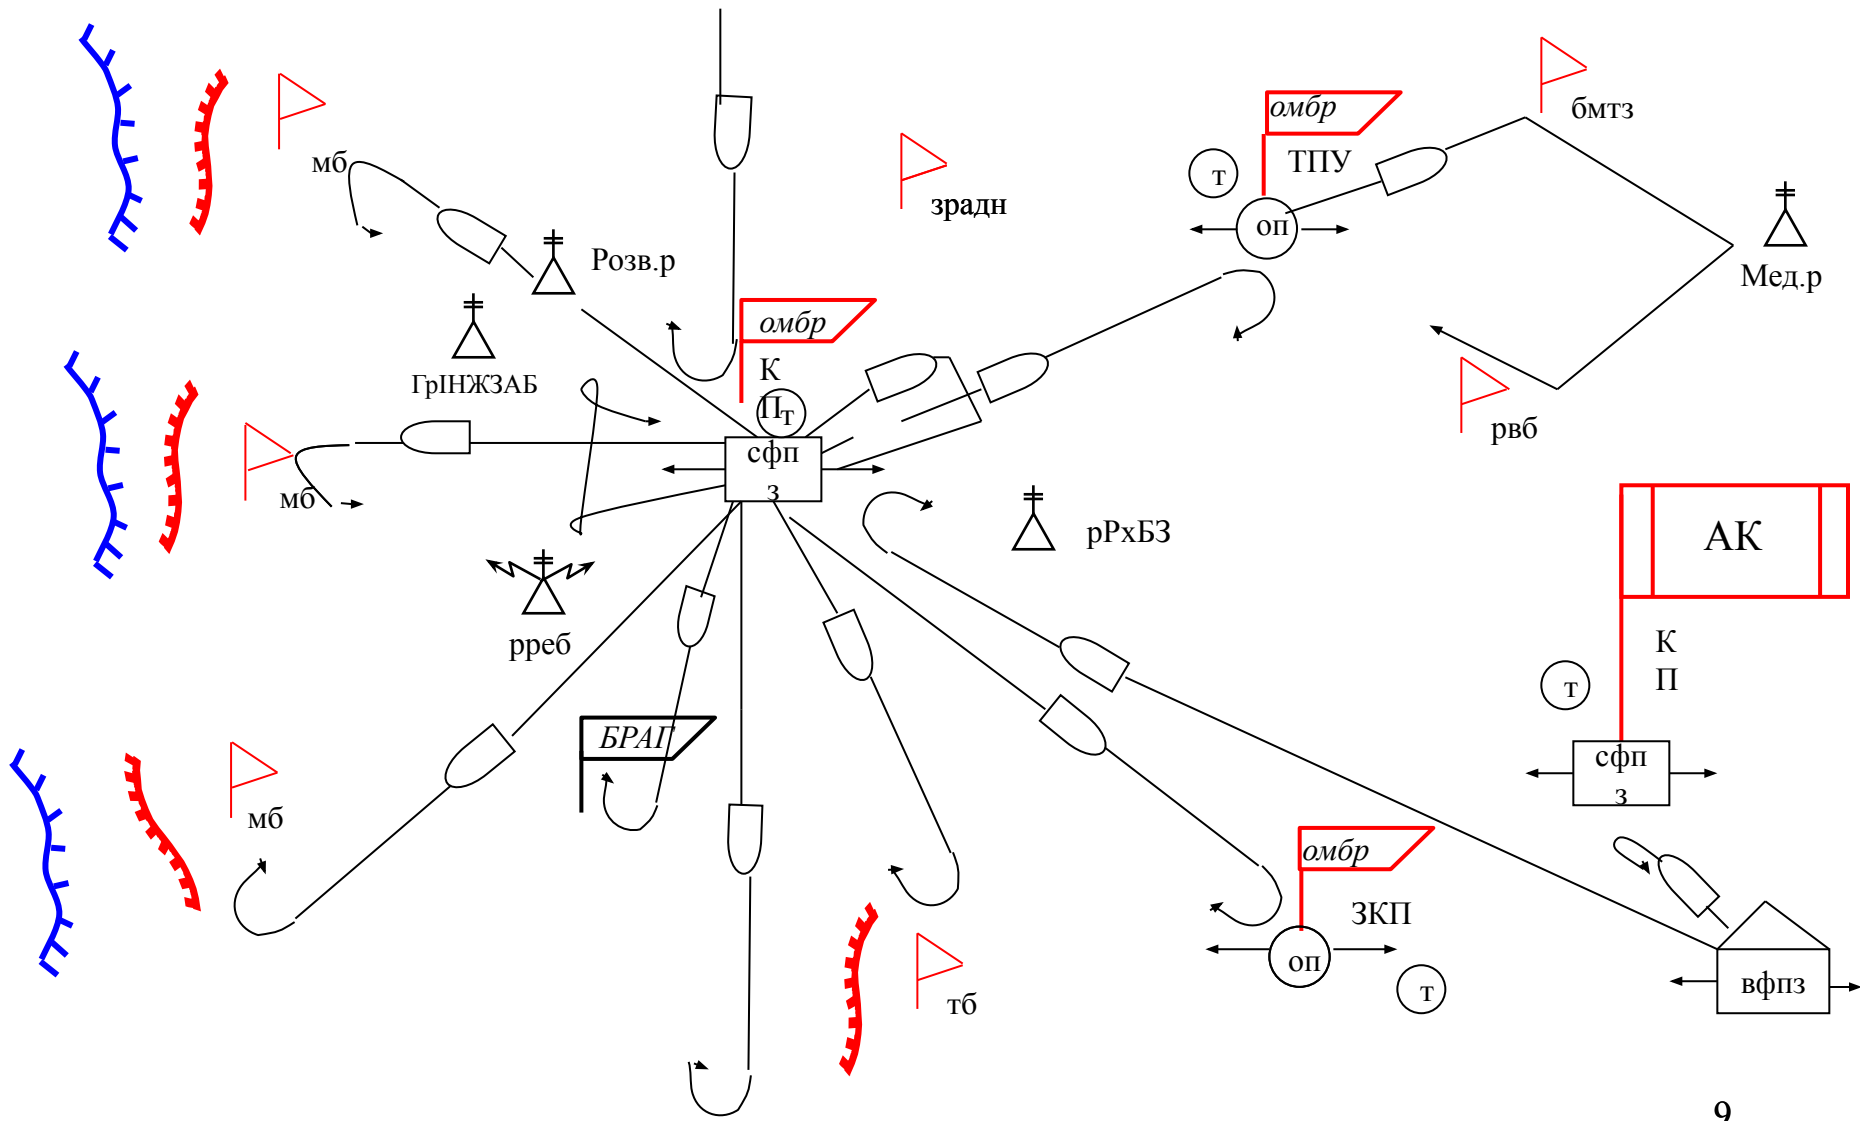 омбр
бмтз
мб
ТПУ
т
зрадн
оп
Розв.р
Мед.р
омбр
ГрІНЖЗАБ
К
П
т
рвб
сфп
з
мб
АК
рРхБЗ
рреб
К
П
т
БРАГ
сфп
з
мб
омбр
ЗКП
оп
т
вфпз
тб
9